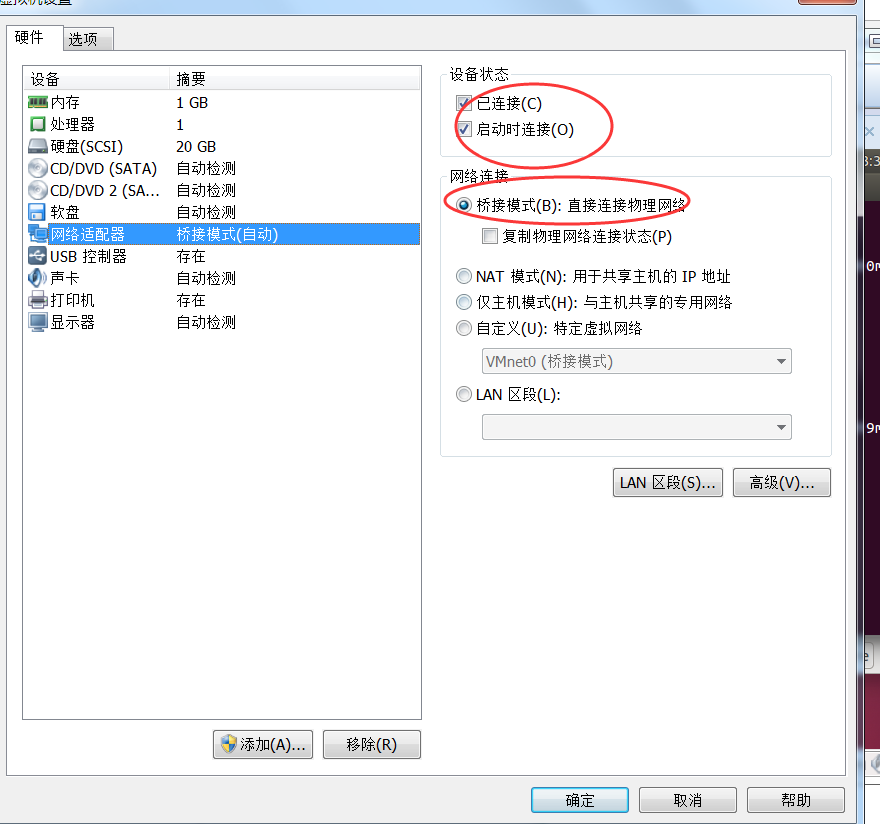 虚拟机设置
硬件
选项
设备
摘要
内存
1 GB
处理器
1
硬盘(SCSI)
20 GB
CD/DVD (SATA)
自动检测
CD/DVD 2 (SA...
自动检测
软盘
自动检测
网络适配器
桥接模式(自动)
USB 控制器
存在
声卡
自动检测
打印机
存在
显示器
自动检测
添加(A)...
移除(R)
设备状态
已连接(C)
启动时连接(O)
网络连接
桥接模式(B): 直接连接物理网络
复制物理网络连接状态(P)
NAT 模式(N): 用于共享主机的 IP 地址
仅主机模式(H): 与主机共享的专用网络
自定义(U): 特定虚拟网络
VMnet0 (桥接模式)
LAN 区段(L):
LAN 区段(S)...
高级(V)...
确定
取消
帮助